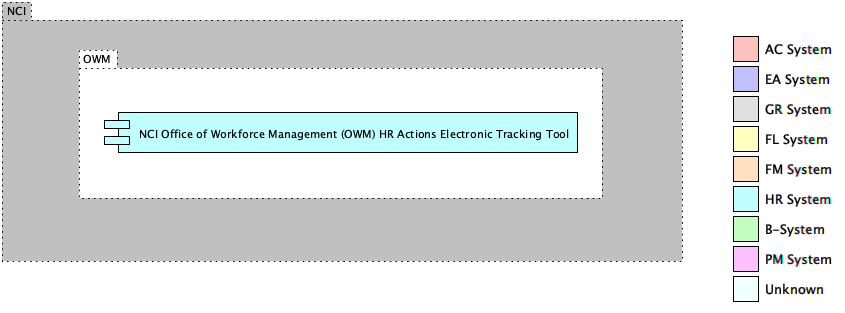 NCI
OWM
NCI Office of Workforce Management (OWM) HR Actions Electronic Tracking Tool
AC System
EA System
GR System
FL System
FM System
HR System
B-System
PM System
Unknown